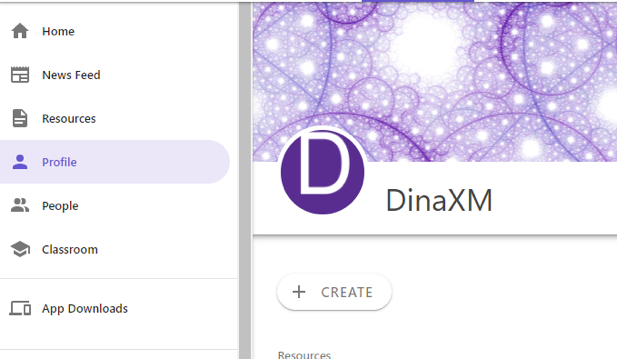 Home
News Feed
Resources
Profile
People
Classroom
App Downloads
D
DinaXM
+ CREATE
Resources